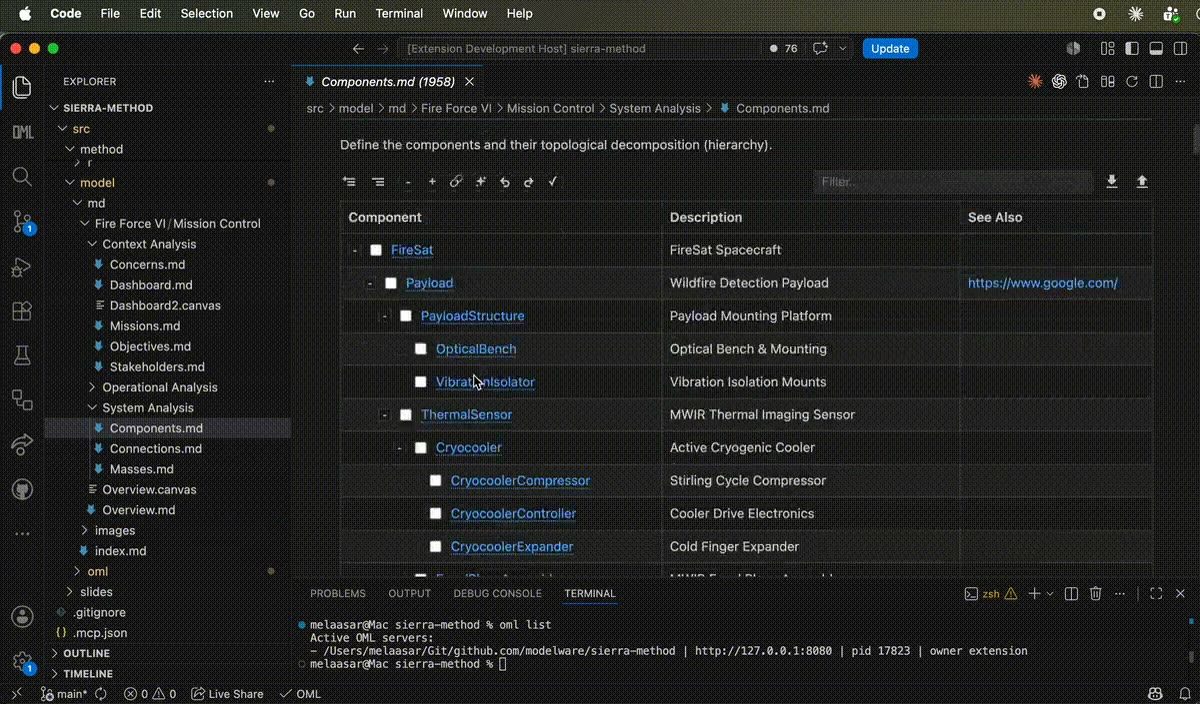 Code File Edit Selection View Go Run Terminal Window Help
[Extension Development Host] sierra-method
76
Update
EXPLORER
SIERRA-METHOD
src
method
model
md
Fire Force VI / Mission Control
Context Analysis
Concerns.md
Dashboard.md
Dashboard2.canvas
Missions.md
Objectives.md
Stakeholders.md
Operational Analysis
System Analysis
Components.md
Connections.md
Masses.md
Overview.canvas
Overview.md
images
index.md
oml
slides
.gitignore
{} .mcp.json
OUTLINE
TIMELINE
OML
1
1
Components.md (1958)
src > model > md > Fire Force VI > Mission Control > System Analysis > Components.md
Define the components and their topological decomposition (hierarchy).
Filter...
Component Description See Also
FireSat FireSat Spacecraft
Payload Wildfire Detection Payload https://www.google.com/
PayloadStructure Payload Mounting Platform
OpticalBench Optical Bench & Mounting
VibrationIsolator Vibration Isolation Mounts
ThermalSensor MWIR Thermal Imaging Sensor
Cryocooler Active Cryogenic Cooler
CryocoolerCompressor Stirling Cycle Compressor
CryocoolerController Cooler Drive Electronics
CryocoolerExpander Cold Finger Expander
PROBLEMS OUTPUT DEBUG CONSOLE TERMINAL
zsh
melaasar@Mac sierra-method % oml list
Active OML servers:
- /Users/melaasar/Git/github.com/modelware/sierra-method | http://127.0.0.1:8080 | pid 17823 | owner extension
melaasar@Mac sierra-method %
main* 0 0 Live Share OML